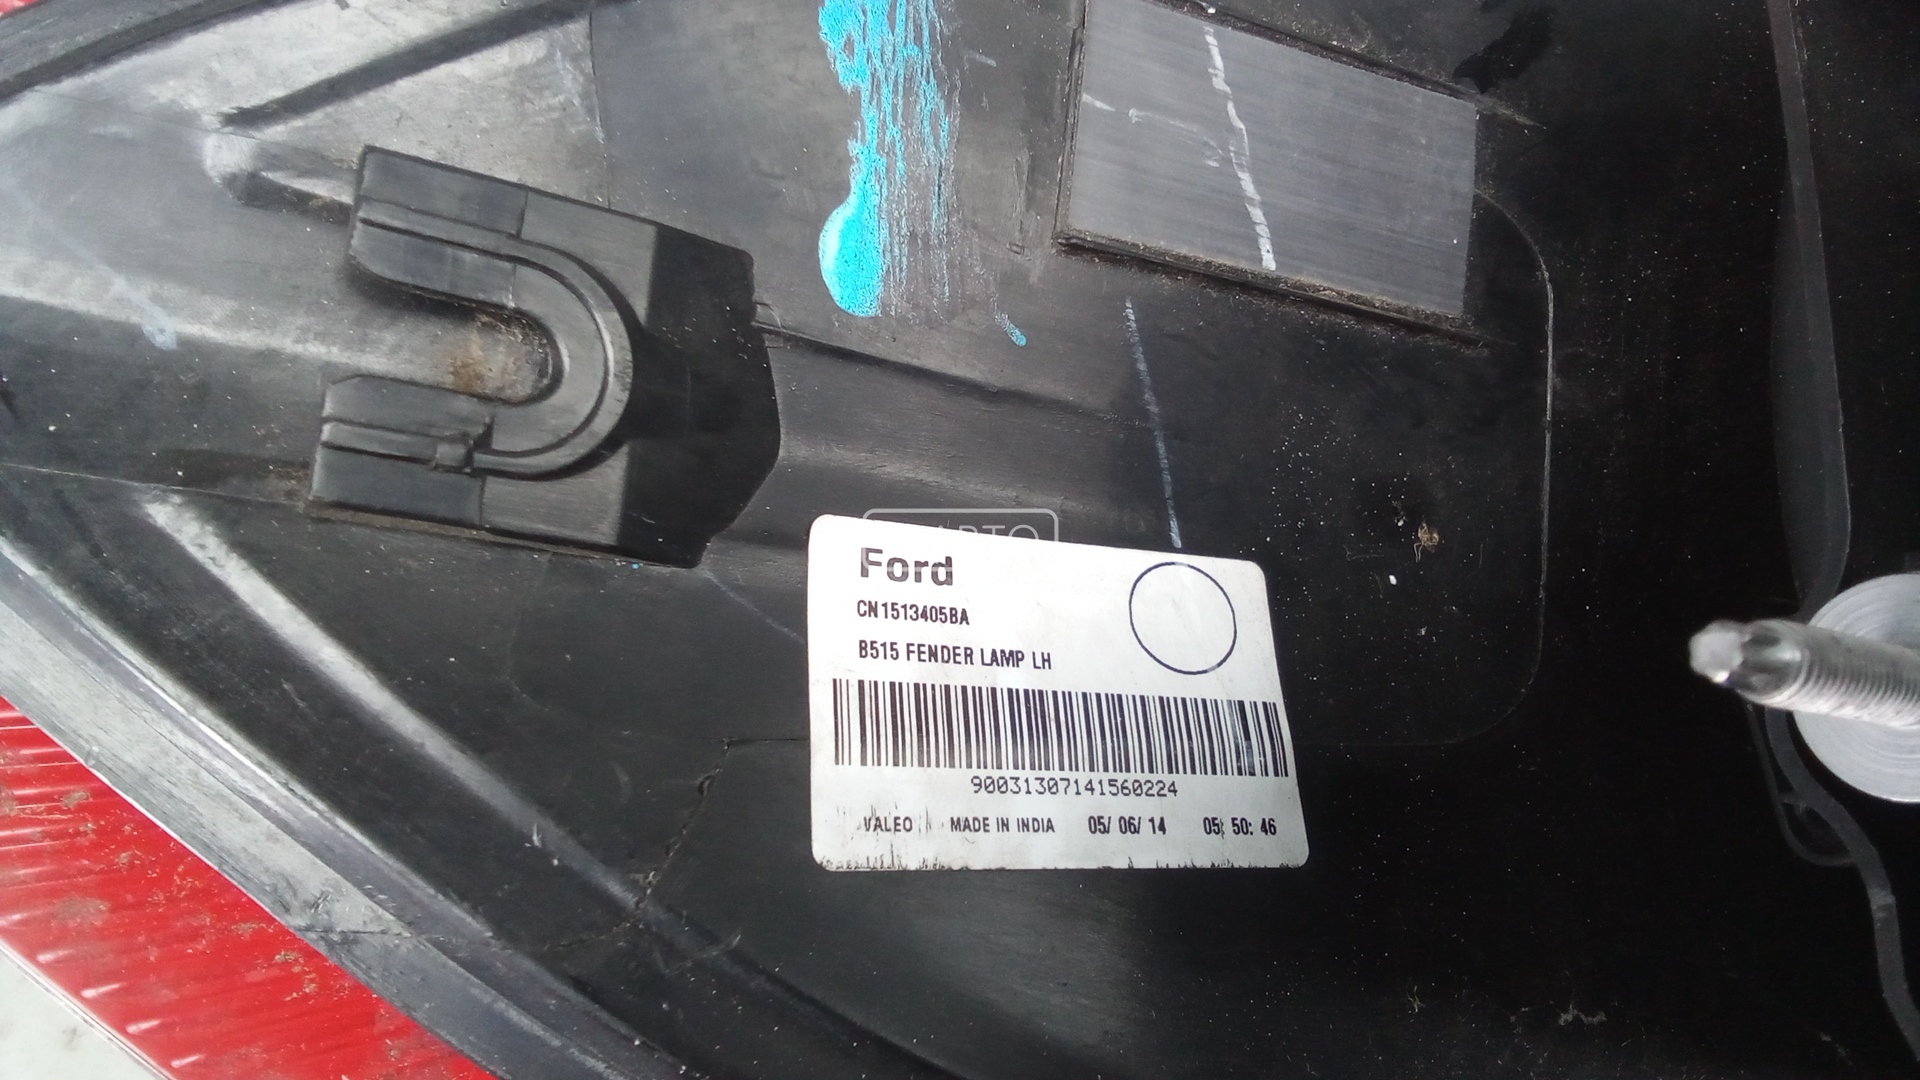 Ford
CN1513405BA
B515 FENDER LAMP LH
90031307141560224
VALEO MADE IN INDIA 05/ 06/ 14 05: 50: 46